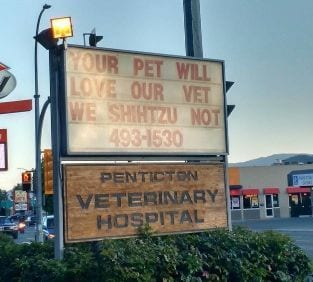 YOUR PET WILL
LOVE OUR VET
WE SHIHTZU NOT
493-1530
PENTICTON
VETERINARY
HOSPITAL